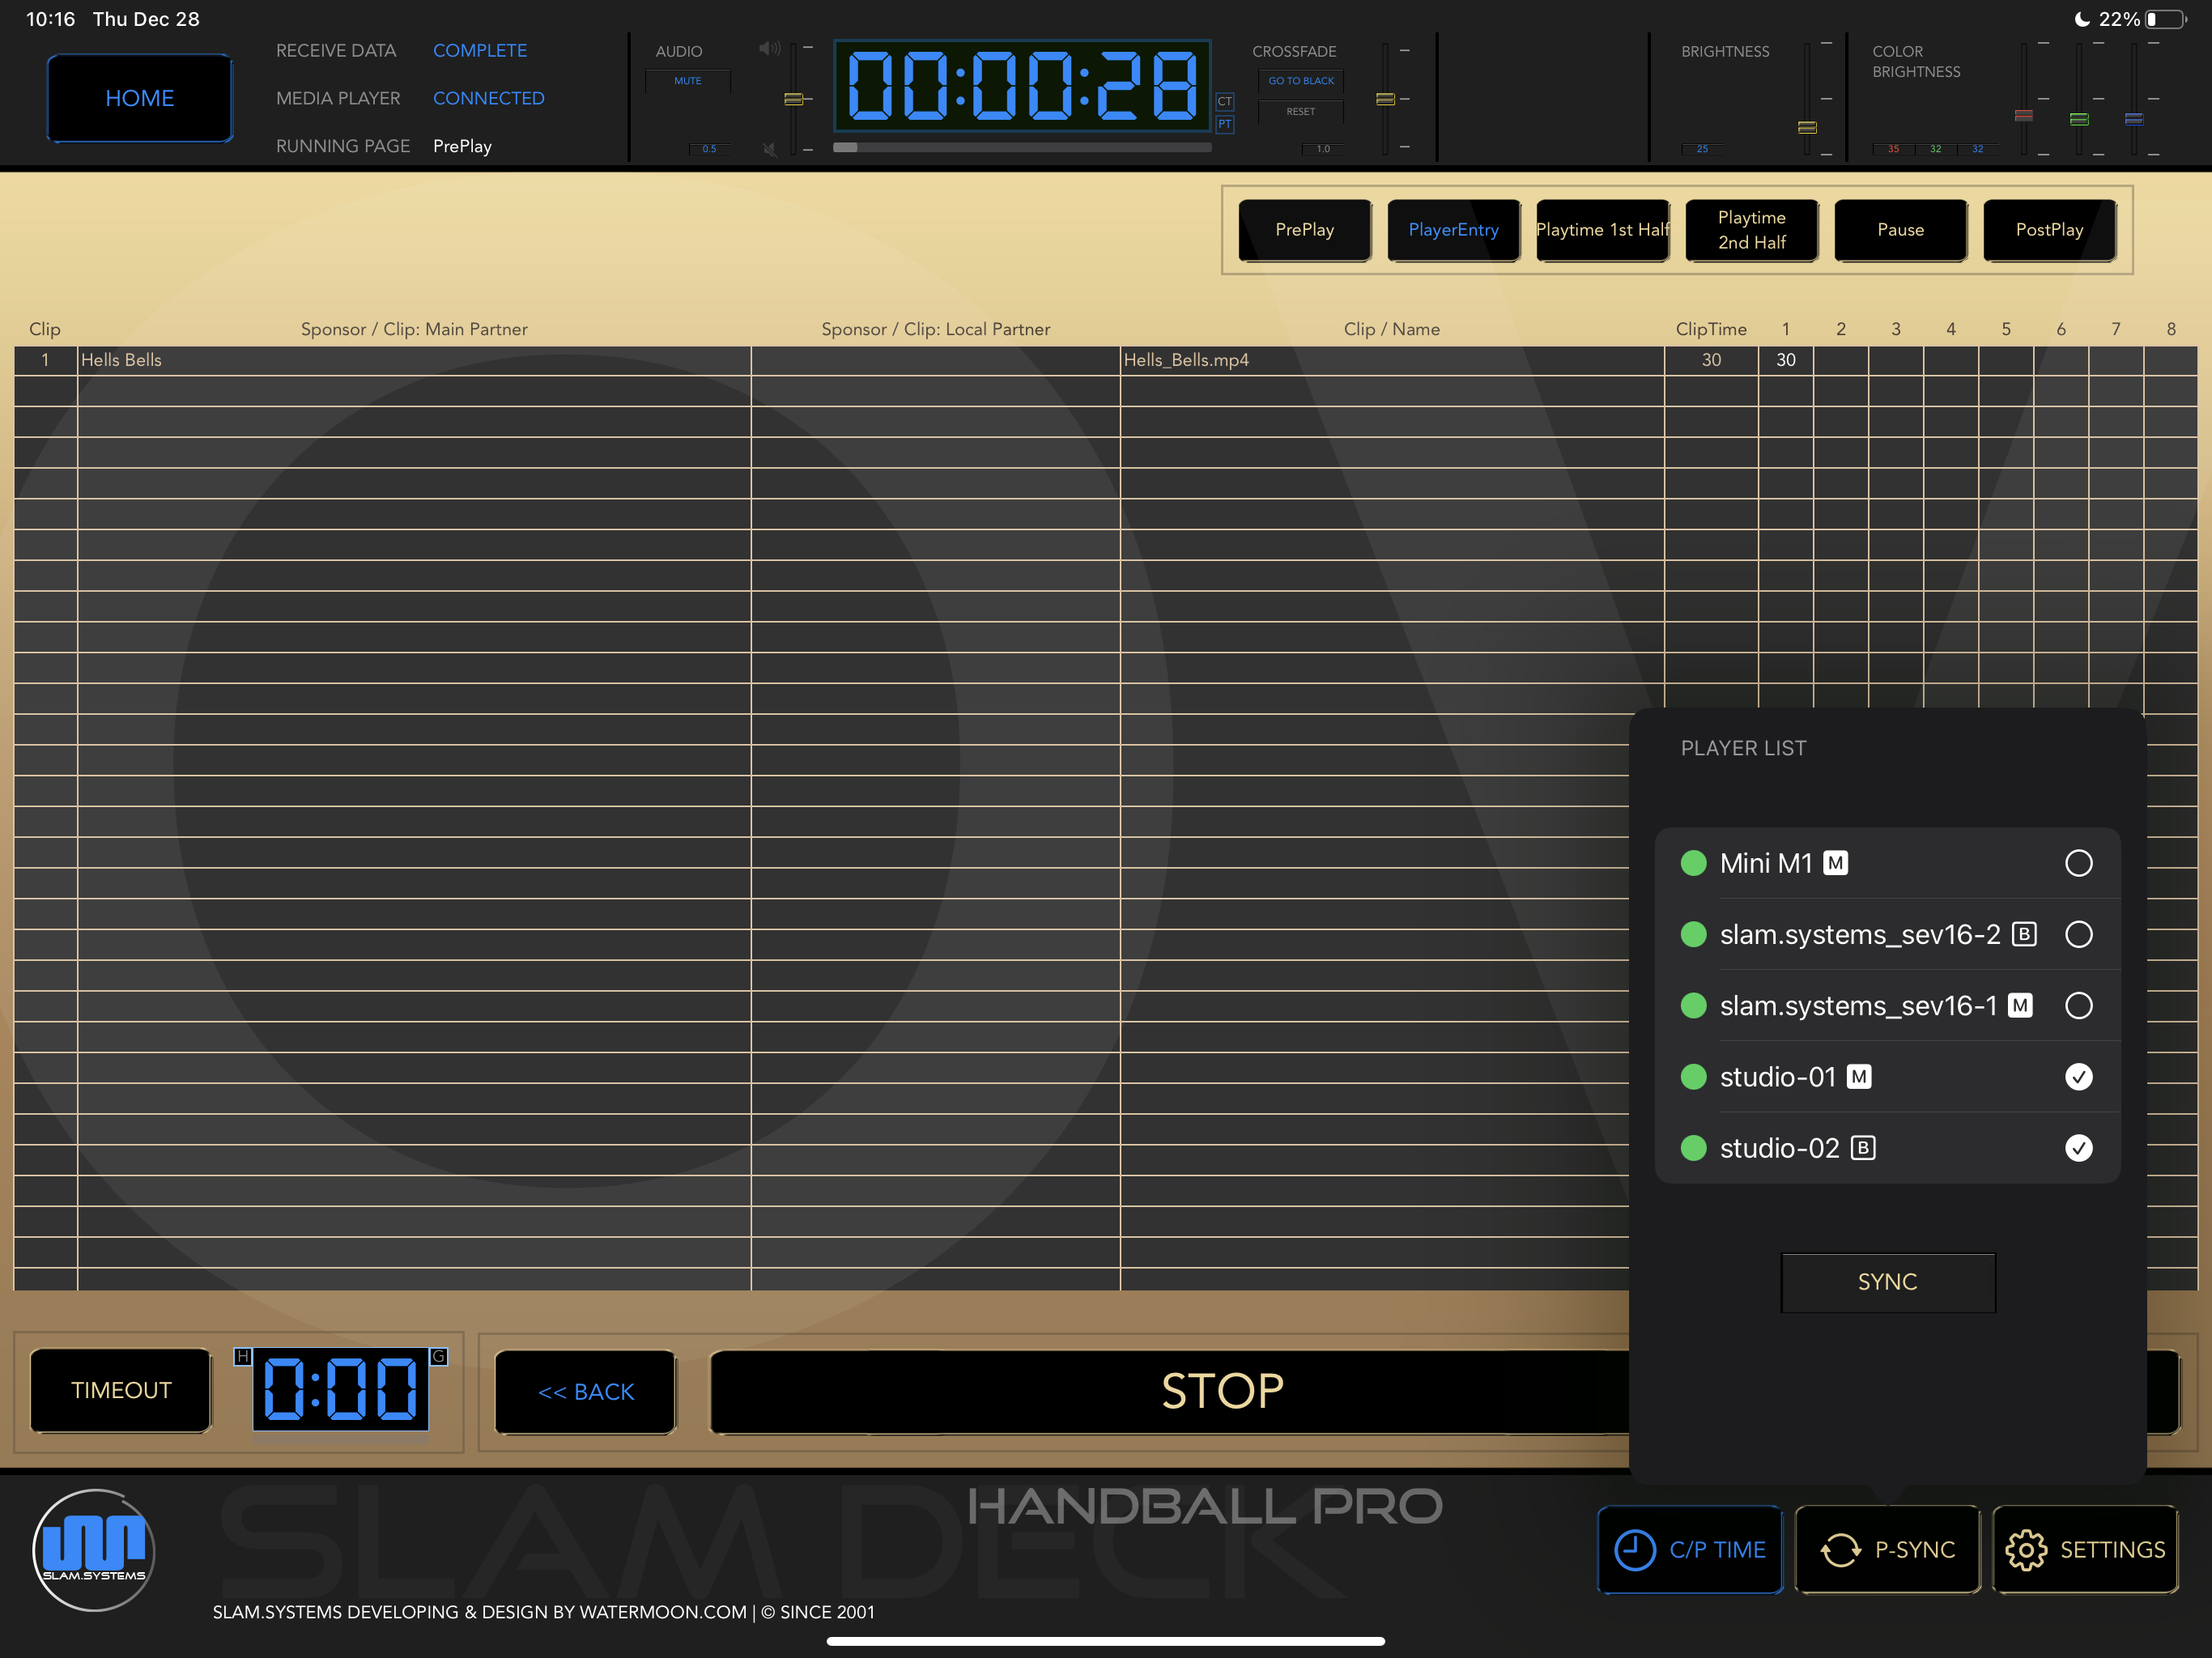 10:16 Thu Dec 28
22%
HOME
RECEIVE DATA COMPLETE
MEDIA PLAYER CONNECTED
RUNNING PAGE PrePlay
AUDIO
MUTE
0.5
00:00:28
CT
PT
CROSSFADE
GO TO BLACK
RESET
1.0
BRIGHTNESS
25
COLOR
BRIGHTNESS
35 32 32
PrePlay
PlayerEntry
Playtime 1st Half
Playtime
2nd Half
Pause
PostPlay
Clip Sponsor / Clip: Main Partner Sponsor / Clip: Local Partner Clip / Name ClipTime 1 2 3 4 5 6 7 8
1 Hells Bells Hells_Bells.mp4 30 30
PLAYER LIST
Mini M1 M
slam.systems_sev16-2 B
slam.systems_sev16-1 M
studio-01 M
studio-02 B
SYNC
TIMEOUT
H 0:00 G
<< BACK
STOP
SLAM DECK
HANDBALL PRO
SLAM.SYSTEMS
C/P TIME
P-SYNC
SETTINGS
SLAM.SYSTEMS DEVELOPING & DESIGN BY WATERMOON.COM | © SINCE 2001